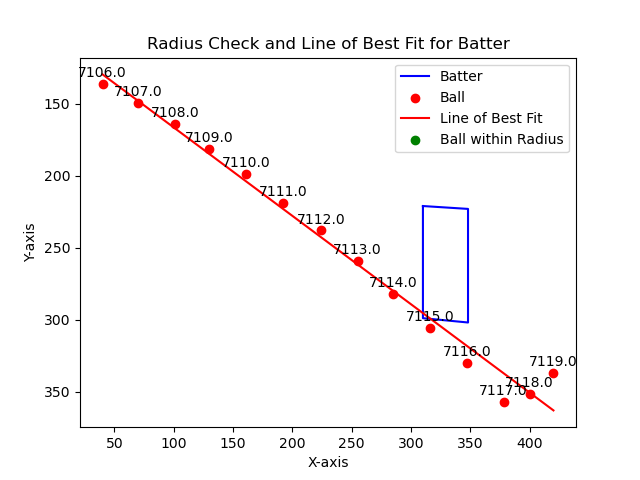 Radius Check and Line of Best Fit for Batter
Batter
Ball
Line of Best Fit
Ball within Radius
7106.0
7107.0
7108.0
7109.0
7110.0
7111.0
7112.0
7113.0
7114.0
7115.0
7116.0
7117.0
7118.0
7119.0
150
200
250
300
350
Y-axis
50 100 150 200 250 300 350 400
X-axis